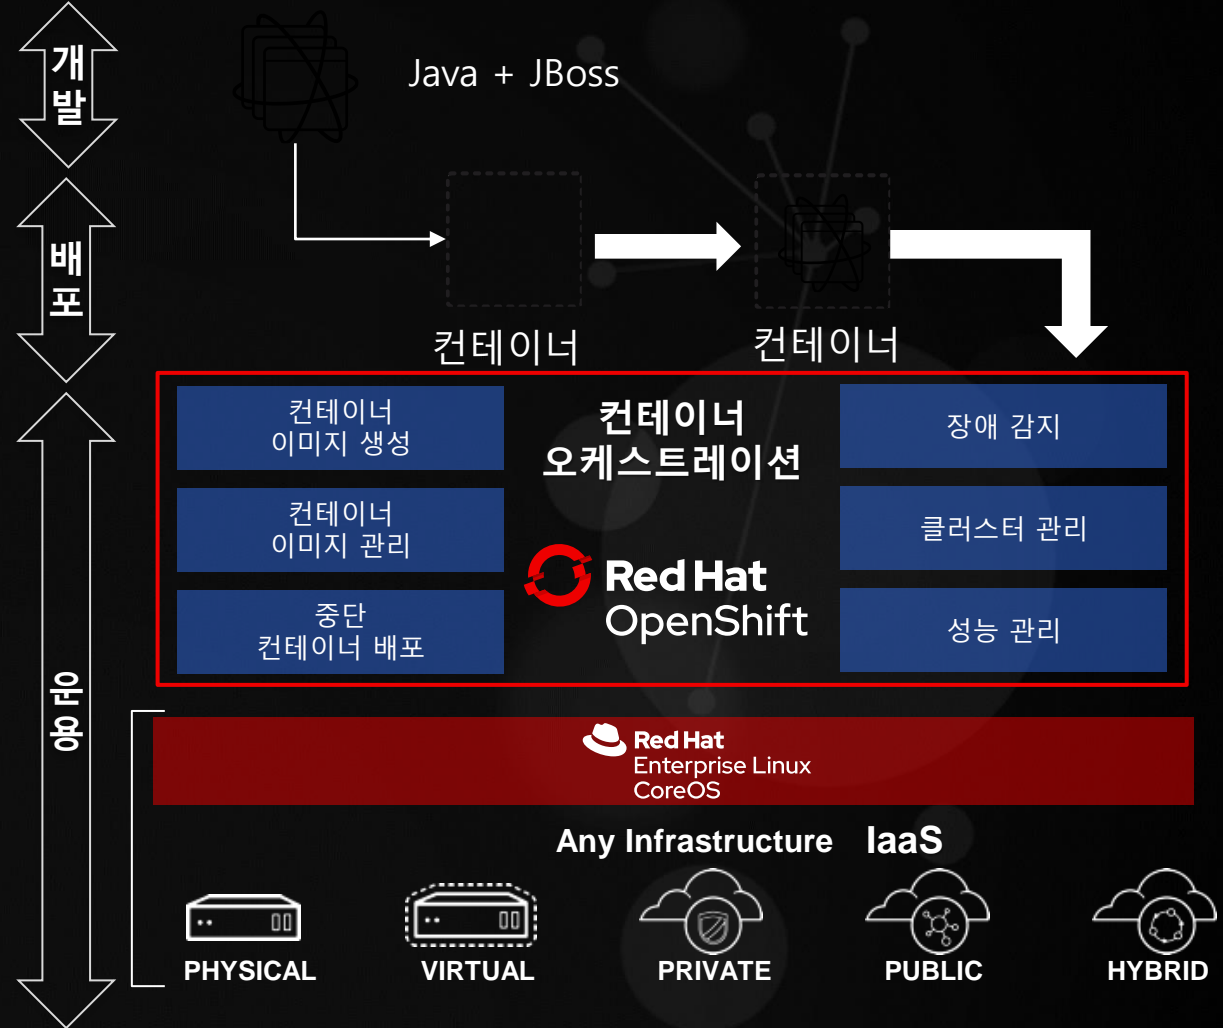 개
발
Java + JBoss
배
포
컨테이너
컨테이너
컨테이너
이미지 생성
컨테이너
오케스트레이션
장애 감지
컨테이너
이미지 관리
클러스터 관리
Red Hat
OpenShift
중단
컨테이너 배포
성능 관리
운
용
Red Hat
Enterprise Linux
CoreOS
Any Infrastructure IaaS
PHYSICAL
VIRTUAL
PRIVATE
PUBLIC
HYBRID